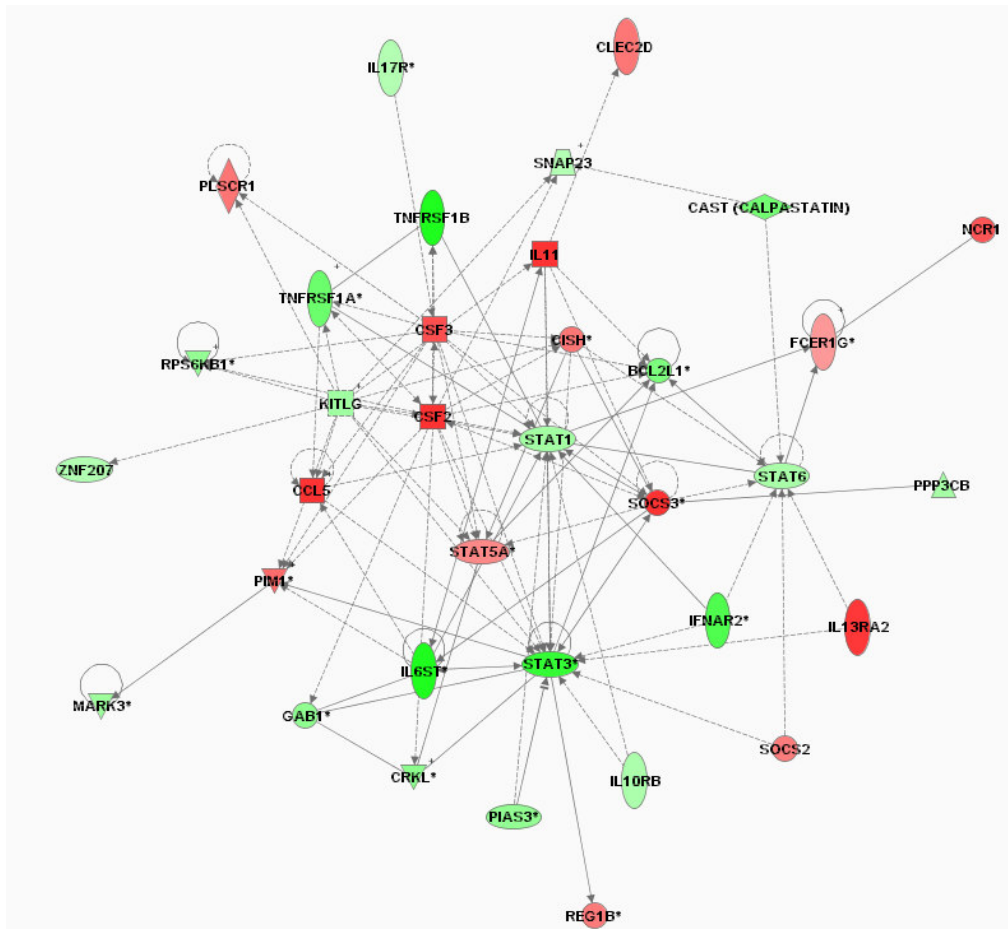 CLEC2D
IL17R*
SNAP23
PLSCR1
CAST (CALPASTATIN)
TNFRSF1B
NCR1
IL11
TNFRSF1A*
CSF3
CISH*
FCER1G*
RPS6KB1*
BCL2L1*
KITLG
CSF2
STAT1
ZNF207
STAT6
PPP3CB
CCL5
SOCS3*
STAT5A*
PIM1*
IFNAR2*
IL13RA2
STAT3*
IL6ST*
MARK3*
GAB1*
SOCS2
CRKL*
IL10RB
PIAS3*
REG1B*